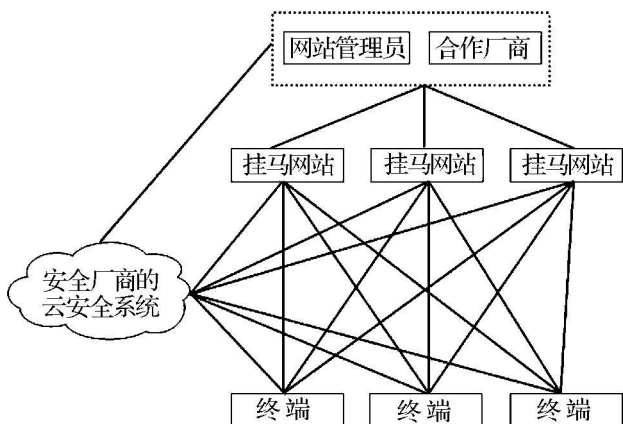 网站管理员
合作厂商
挂马网站
挂马网站
挂马网站
安全厂商的
云安全系统
终端
终端
终端